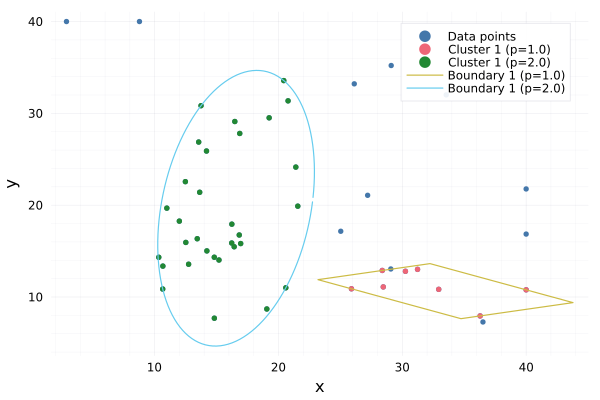 40
30
20
10
y
Data points
Cluster 1 (p=1.0)
Cluster 1 (p=2.0)
Boundary 1 (p=1.0)
Boundary 1 (p=2.0)
10 20 30 40
x